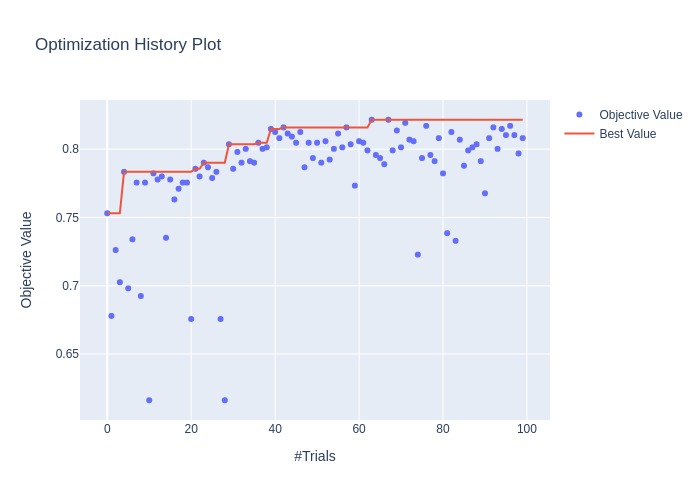 Optimization History Plot
Objective Value
Best Value
0.8
0.75
0.7
0.65
Objective Value
0
20
40
60
80
100
#Trials